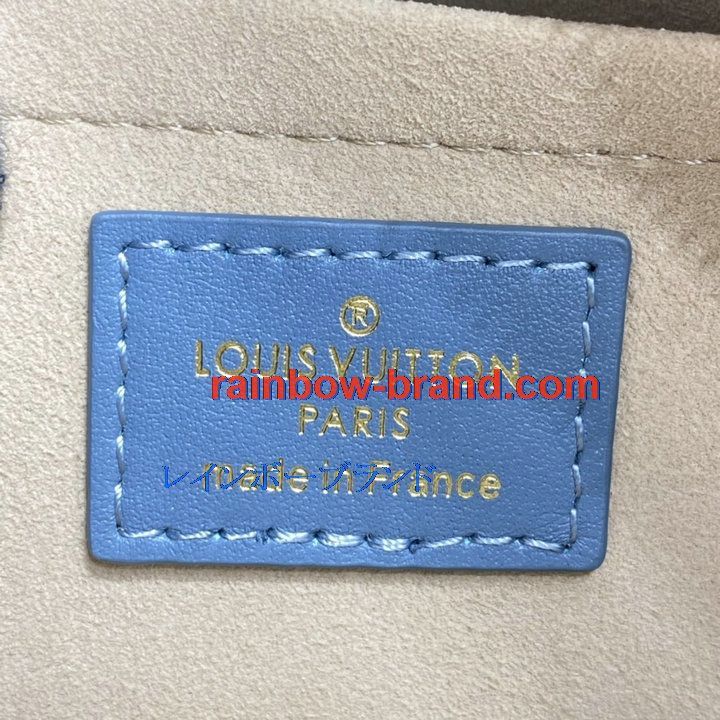 ®
LOUIS VUITTON
rainbow-brand.com
PARIS
レインボーブランド
made in France